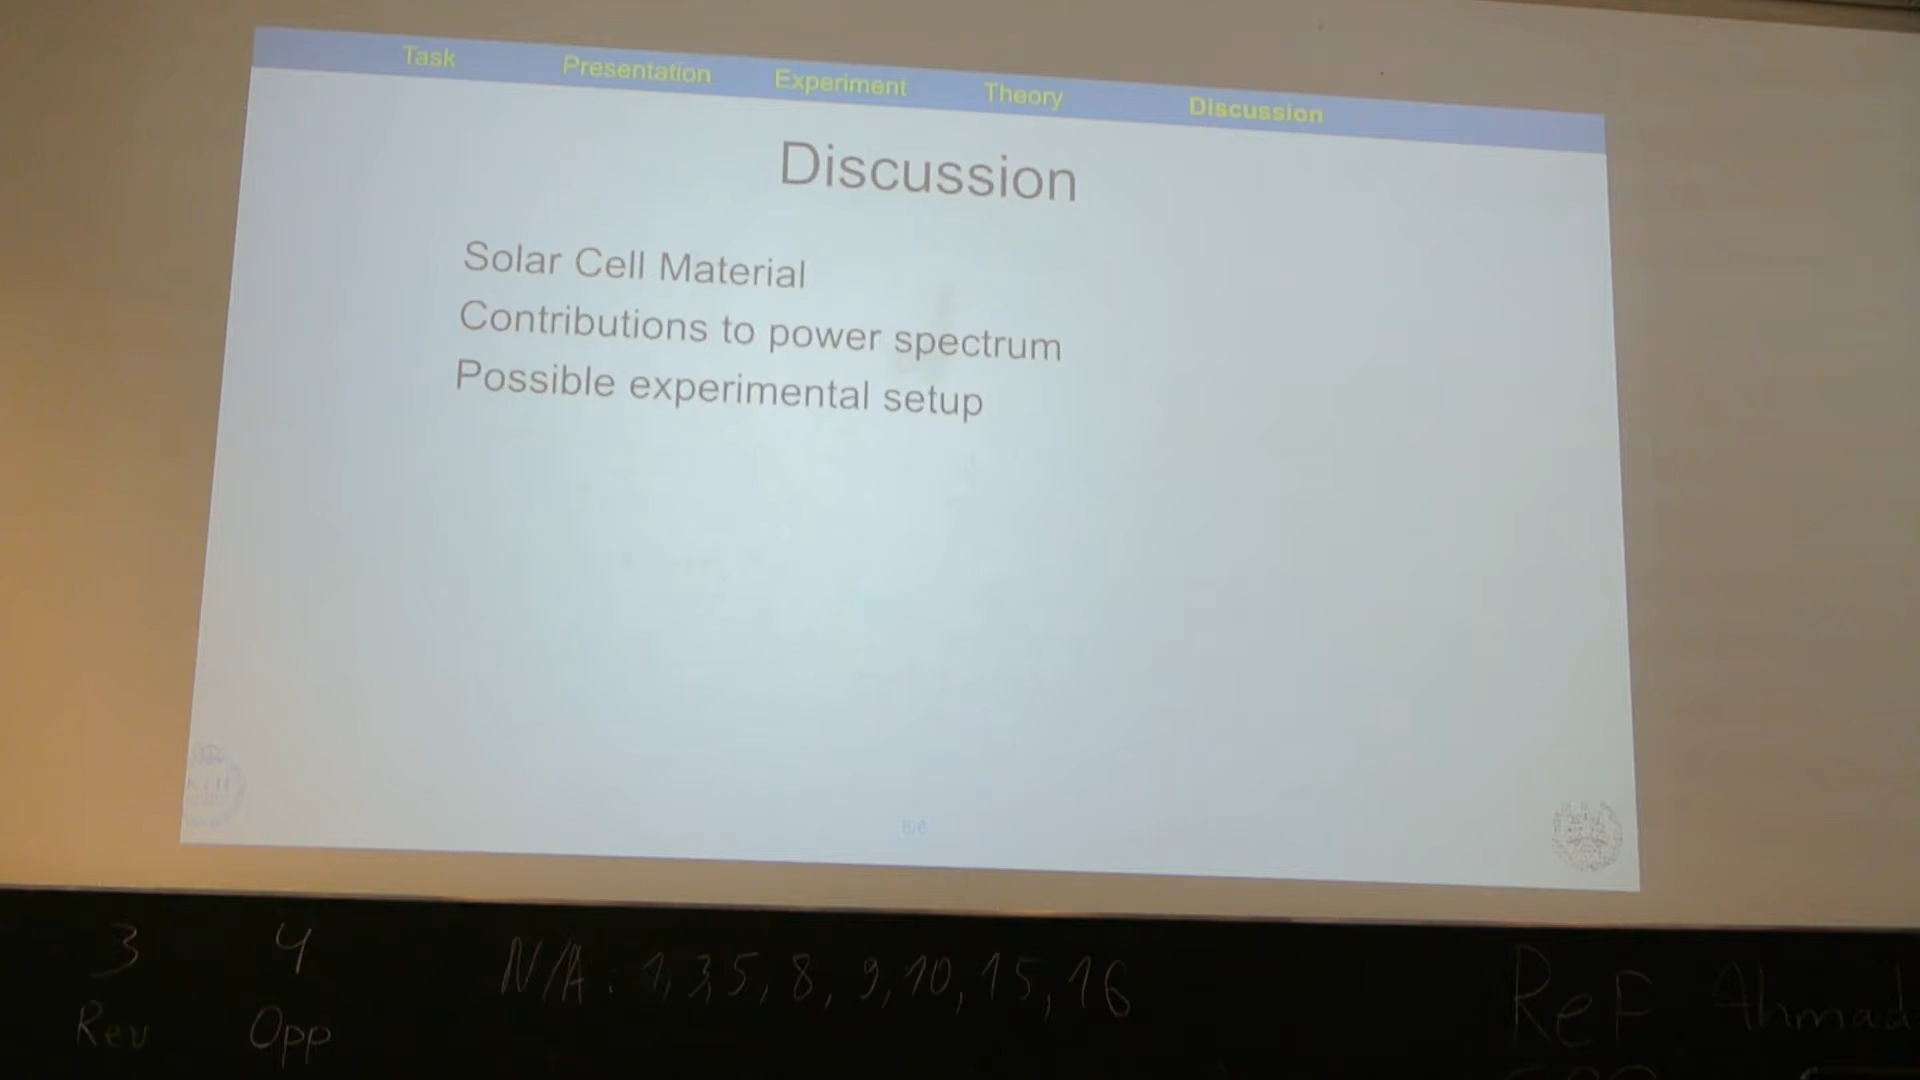 Task Presentation Experiment Theory Discussion
Discussion
Solar Cell Material
Contributions to power spectrum
Possible experimental setup
3 4 N/A: 1,3,5,8,9,10,15,16
Rev Opp
Ref Ahmad